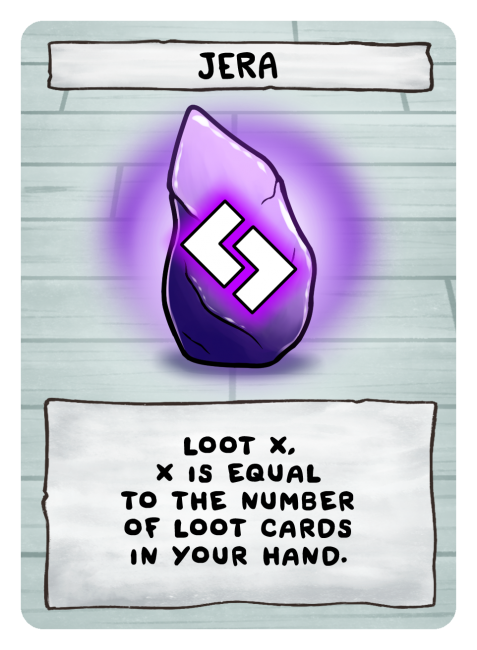 JERA
LOOT X,
X IS EQUAL
TO THE NUMBER
OF LOOT CARDS
IN YOUR HAND.